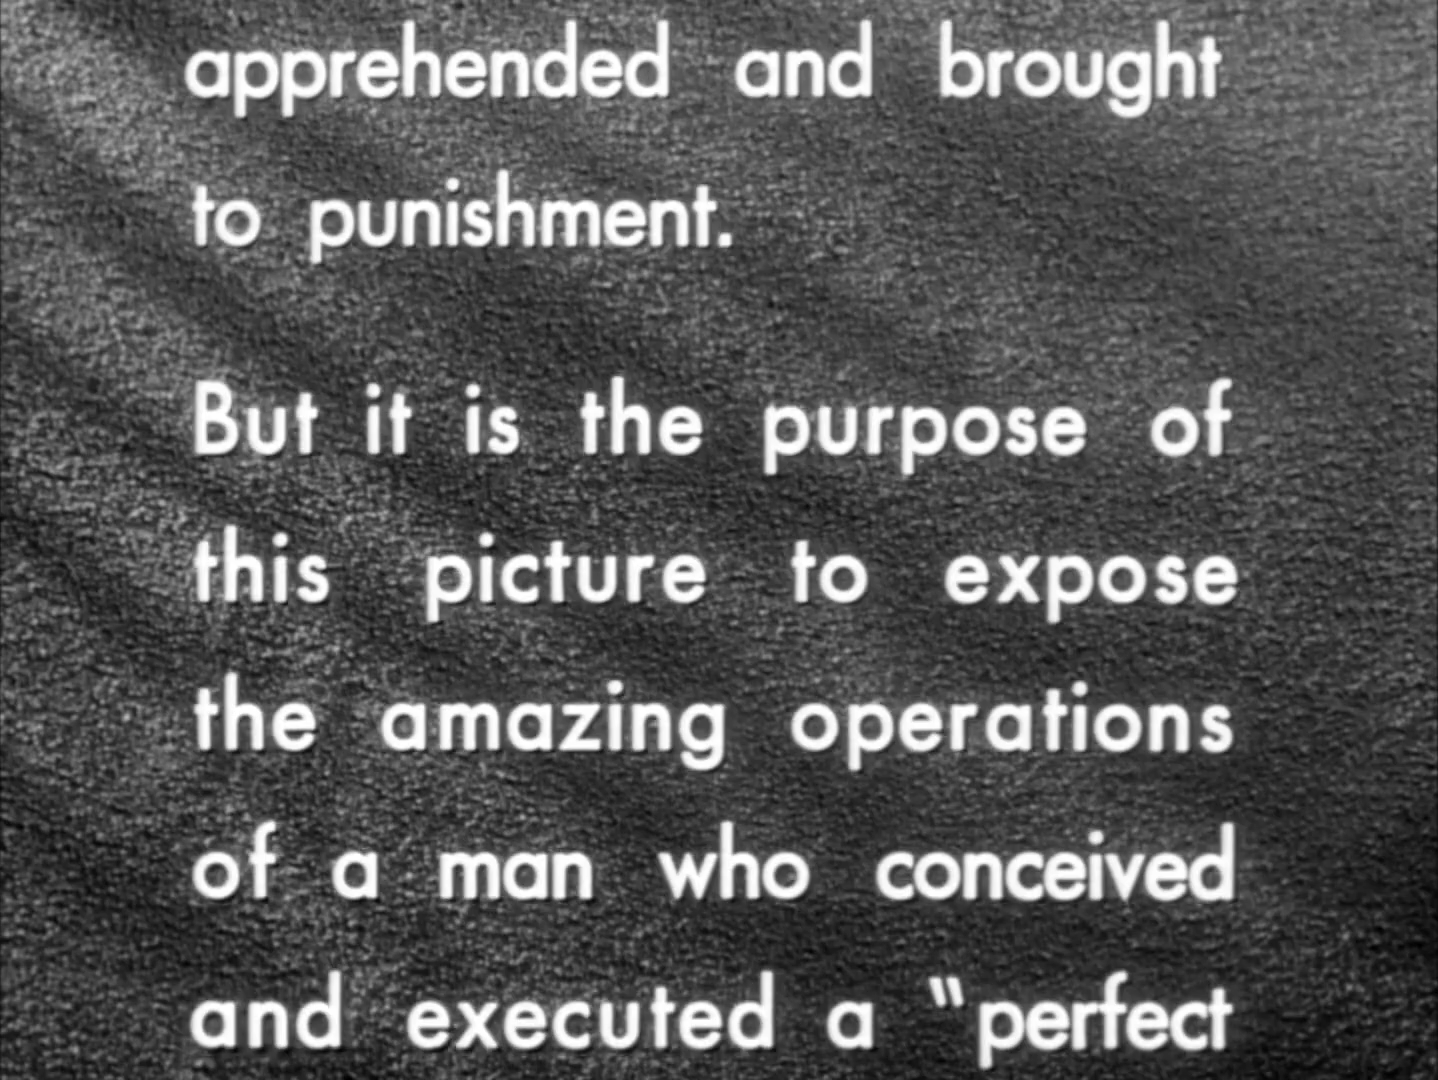 apprehended and brought
to punishment.
But it is the purpose of
this picture to expose
the amazing operations
of a man who conceived
and executed a "perfect